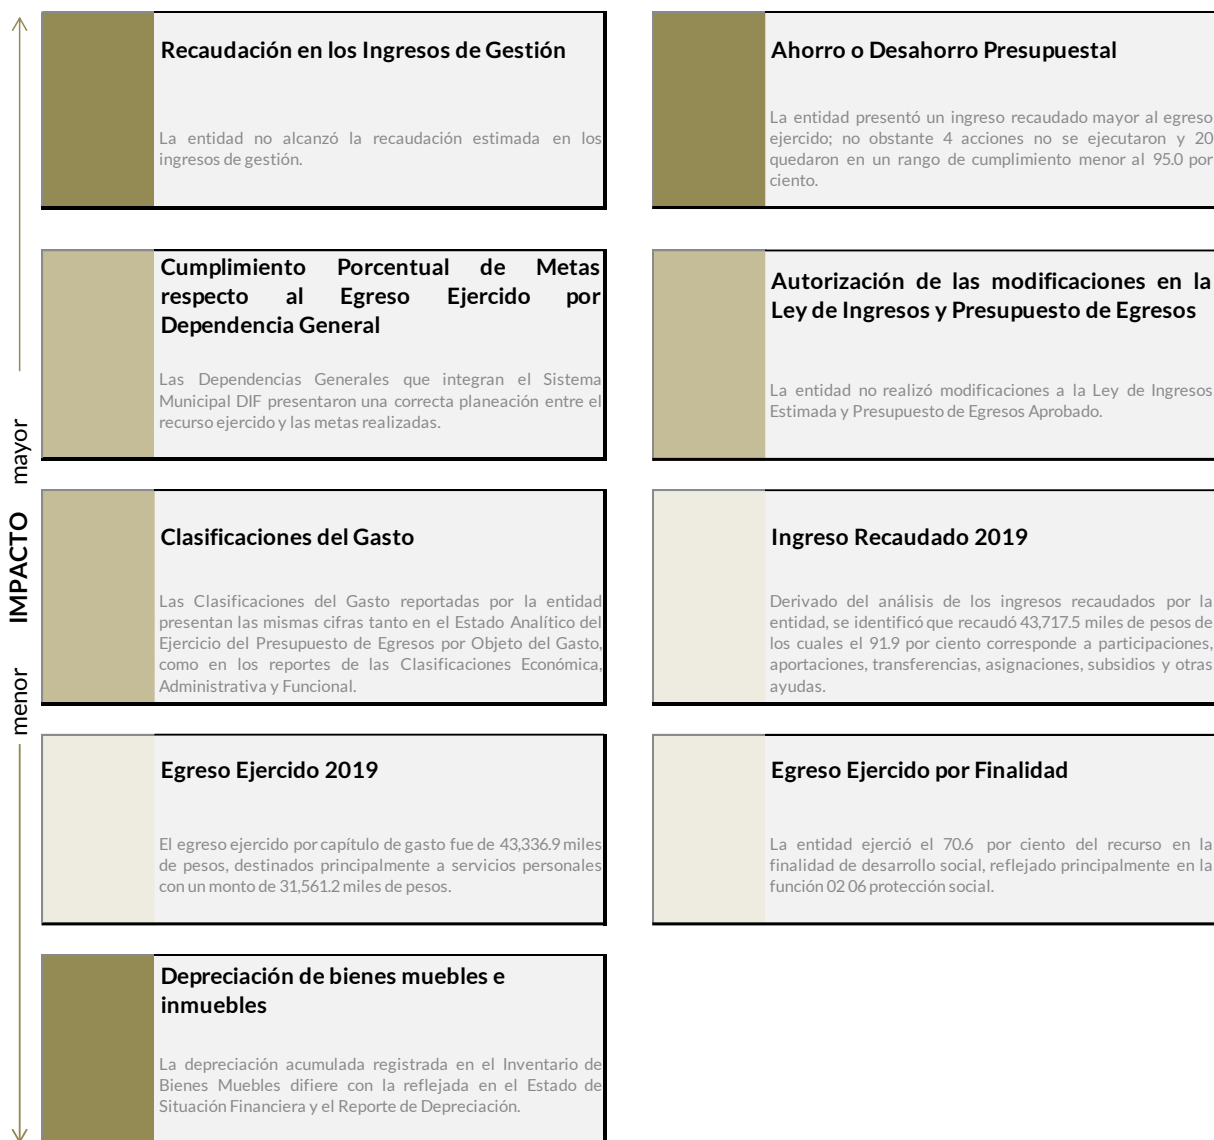 Recaudación en los Ingresos de Gestión
La entidad no alcanzó la recaudación estimada en los
ingresos de gestión.
Ahorro o Desahorro Presupuestal
La entidad presentó un ingreso recaudado mayor al egreso
ejercido; no obstante 4 acciones no se ejecutaron y 20
quedaron en un rango de cumplimiento menor al 95.0 por
ciento.
Cumplimiento Porcentual de Metas
respecto al Egreso Ejercido por
Dependencia General
Las Dependencias Generales que integran el Sistema
Municipal DIF presentaron una correcta planeación entre el
recurso ejercido y las metas realizadas.
Autorización de las modificaciones en la
Ley de Ingresos y Presupuesto de Egresos
La entidad no realizó modificaciones a la Ley de Ingresos
Estimada y Presupuesto de Egresos Aprobado.
menor IMPACTO mayor
Clasificaciones del Gasto
Las Clasificaciones del Gasto reportadas por la entidad
presentan las mismas cifras tanto en el Estado Analítico del
Ejercicio del Presupuesto de Egresos por Objeto del Gasto,
como en los reportes de las Clasificaciones Económica,
Administrativa y Funcional.
Ingreso Recaudado 2019
Derivado del análisis de los ingresos recaudados por la
entidad, se identificó que recaudó 43,717.5 miles de pesos de
los cuales el 91.9 por ciento corresponde a participaciones,
aportaciones, transferencias, asignaciones, subsidios y otras
ayudas.
Egreso Ejercido 2019
El egreso ejercido por capítulo de gasto fue de 43,336.9 miles
de pesos, destinados principalmente a servicios personales
con un monto de 31,561.2 miles de pesos.
Egreso Ejercido por Finalidad
La entidad ejerció el 70.6 por ciento del recurso en la
finalidad de desarrollo social, reflejado principalmente en la
función 02 06 protección social.
Depreciación de bienes muebles e
inmuebles
La depreciación acumulada registrada en el Inventario de
Bienes Muebles difiere con la reflejada en el Estado de
Situación Financiera y el Reporte de Depreciación.